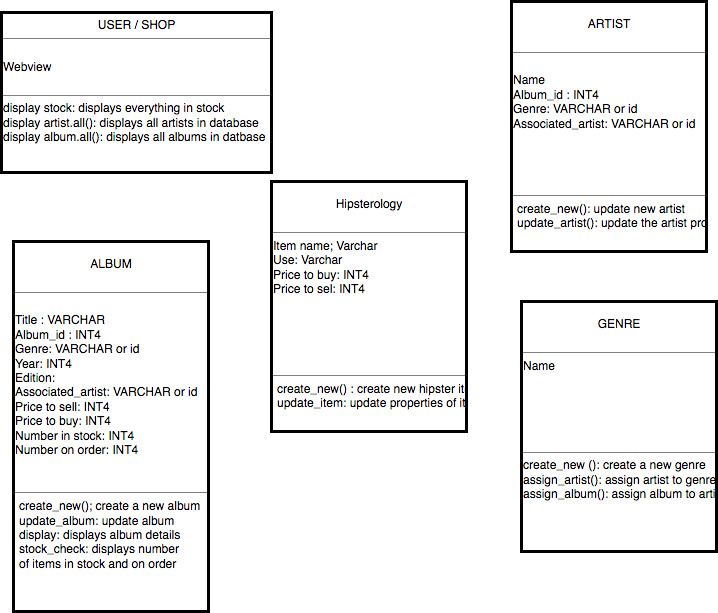 USER / SHOP
Webview
display stock: displays everything in stock
display artist.all(): displays all artists in database
display album.all(): displays all albums in datbase
ARTIST
Name
Album_id : INT4
Genre: VARCHAR or id
Associated_artist: VARCHAR or id
create_new(): update new artist
update_artist(): update the artist pro
Hipsterology
Item name; Varchar
Use: Varchar
Price to buy: INT4
Price to sel: INT4
create_new() : create new hipster it
update_item: update properties of it
ALBUM
Title : VARCHAR
Album_id : INT4
Genre: VARCHAR or id
Year: INT4
Edition:
Associated_artist: VARCHAR or id
Price to sell: INT4
Price to buy: INT4
Number in stock: INT4
Number on order: INT4
create_new(); create a new album
update_album: update album
display: displays album details
stock_check: displays number
of items in stock and on order
GENRE
Name
create_new (): create a new genre
assign_artist(): assign artist to genre
assign_album(): assign album to arti